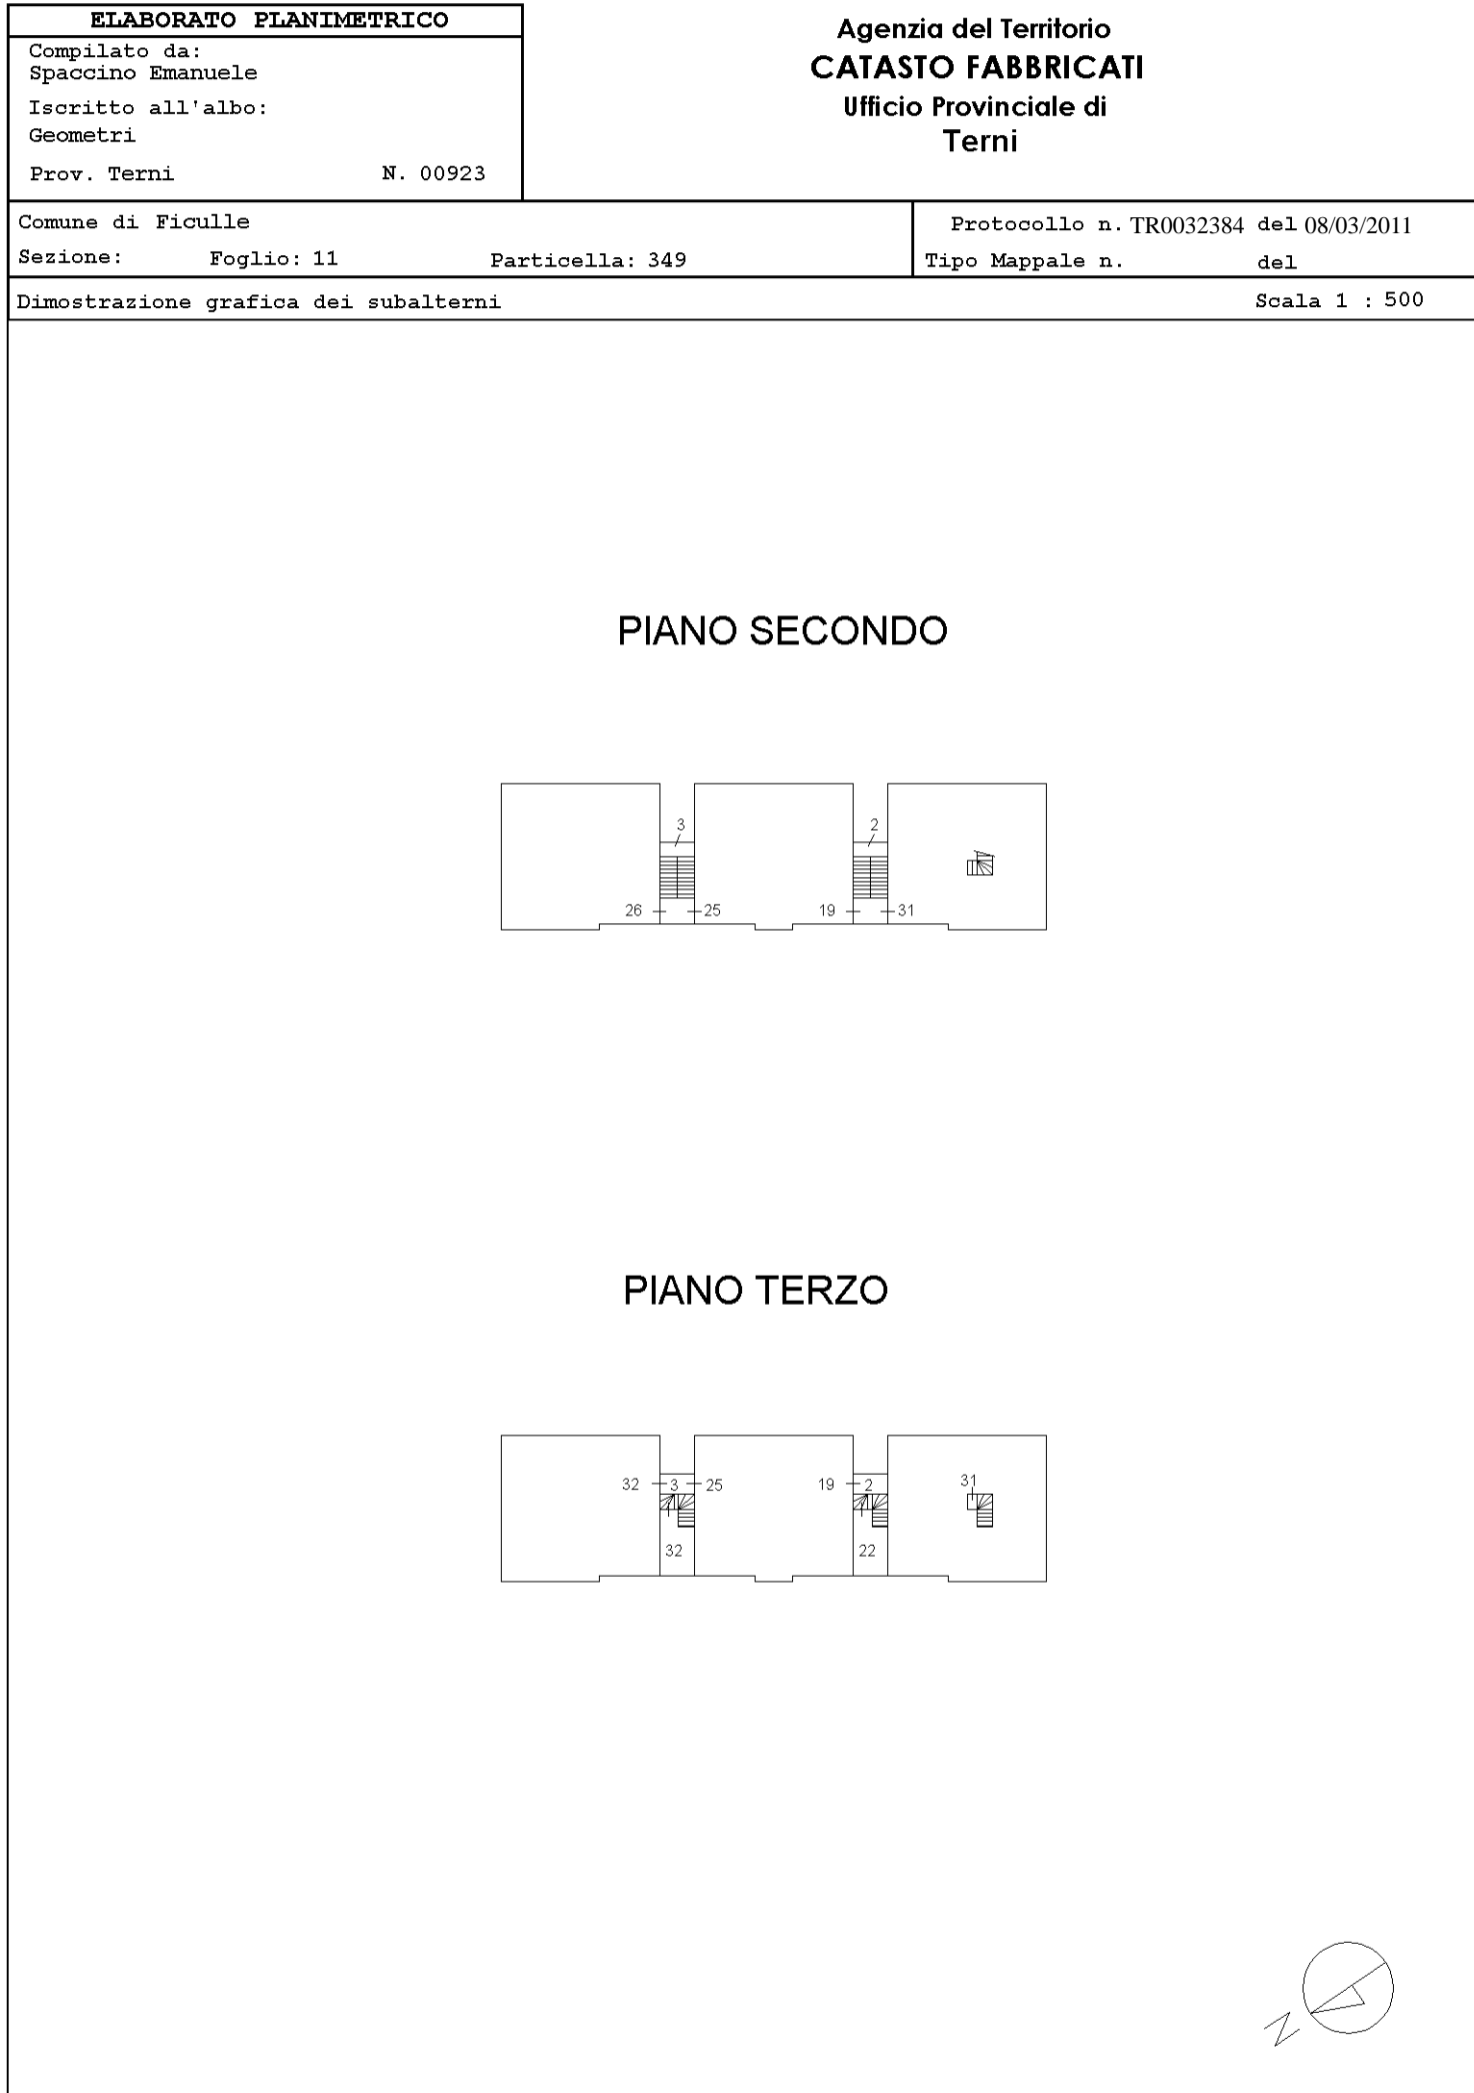 ELABORATO PLANIMETRICO
Compilato da:
Spaccino Emanuele
Iscritto all'albo:
Geometri
Prov. Terni N. 00923
Agenzia del Territorio
CATASTO FABBRICATI
Ufficio Provinciale di
Terni
Comune di Ficulle
Sezione: Foglio: 11 Particella: 349
Protocollo n. TR0032384 del 08/03/2011
Tipo Mappale n. del
Dimostrazione grafica dei subalterni Scala 1 : 500
PIANO SECONDO
3 2
26 25 19 31
PIANO TERZO
32 3 25 19 2 31
32 22
N